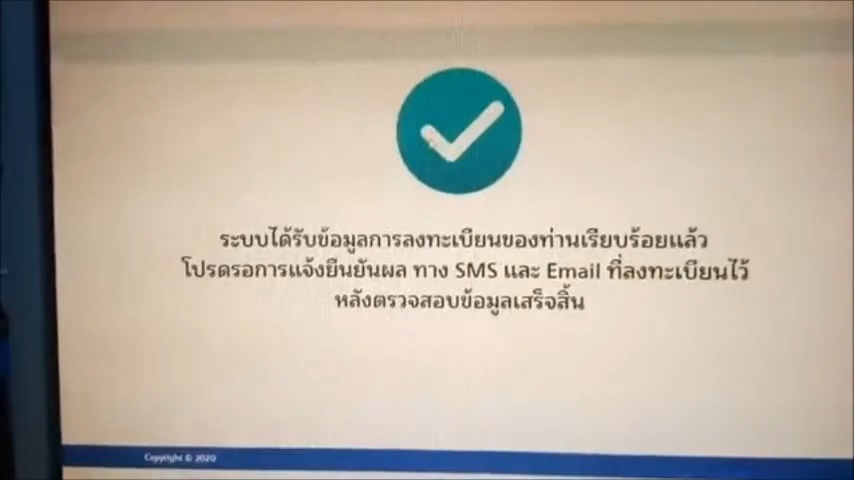 ระบบได้รับข้อมูลการลงทะเบียนของท่านเรียบร้อยแล้ว
โปรดรอการแจ้งยืนยันผล ทาง SMS และ Email ที่ลงทะเบียนไว้
หลังตรวจสอบข้อมูลเสร็จสิ้น
Copyright © 2020